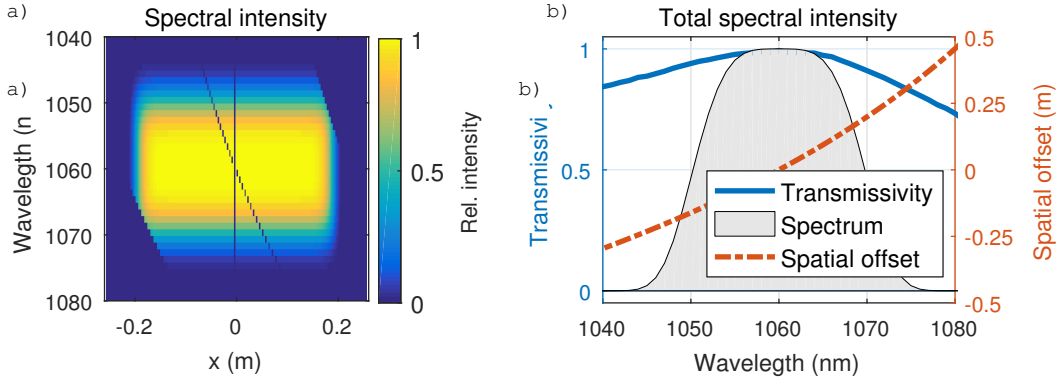 a)
Spectral intensity
1040
1050
1060
1070
1080
a)
Wavelegth (n
-0.2
0
0.2
x (m)
1
0.5
0
Rel. intensity
b)
Total spectral intensity
1
0.5
0
b)
Transmissivi
1040
1050
1060
1070
1080
Wavelegth (nm)
0.5
0.25
0
-0.25
-0.5
Spatial offset (m)
Transmissivity
Spectrum
Spatial offset